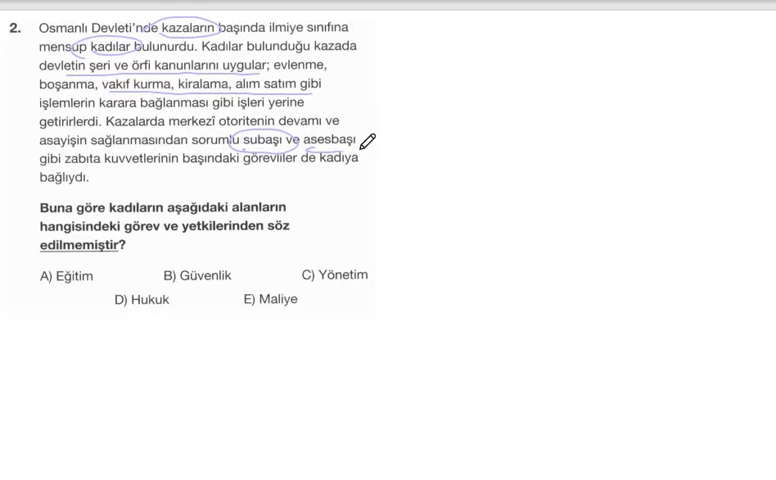 2. Osmanlı Devleti'nde kazaların başında ilmiye sınıfına
mensup kadılar bulunurdu. Kadılar bulunduğu kazada
devletin şeri ve örfi kanunlarını uygular; evlenme,
boşanma, vakıf kurma, kiralama, alım satım gibi
işlemlerin karara bağlanması gibi işleri yerine
getirirlerdi. Kazalarda merkezî otoritenin devamı ve
asayişin sağlanmasından sorumlu subaşı ve asesbaşı
gibi zabıta kuvvetlerinin başındaki görevliler de kadıya
bağlıydı.
Buna göre kadıların aşağıdaki alanların
hangisindeki görev ve yetkilerinden söz
edilmemiştir?
A) Eğitim B) Güvenlik C) Yönetim
D) Hukuk E) Maliye